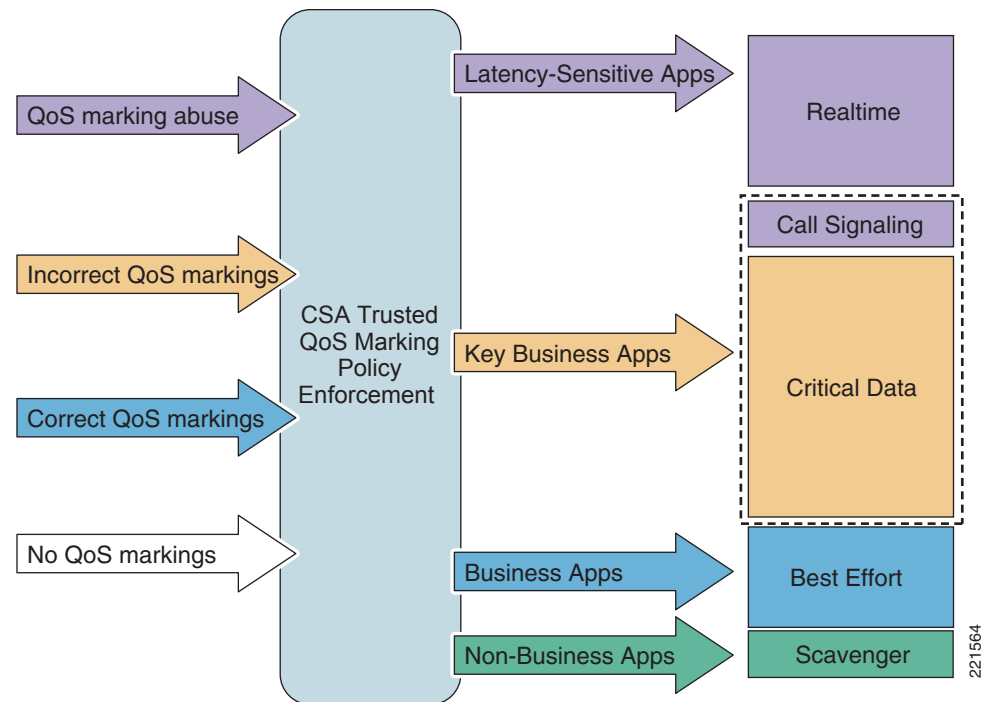 QoS marking abuse
Incorrect QoS markings
Correct QoS markings
No QoS markings
CSA Trusted
QoS Marking
Policy
Enforcement
Latency-Sensitive Apps
Key Business Apps
Business Apps
Non-Business Apps
Realtime
Call Signaling
Critical Data
Best Effort
Scavenger
221564